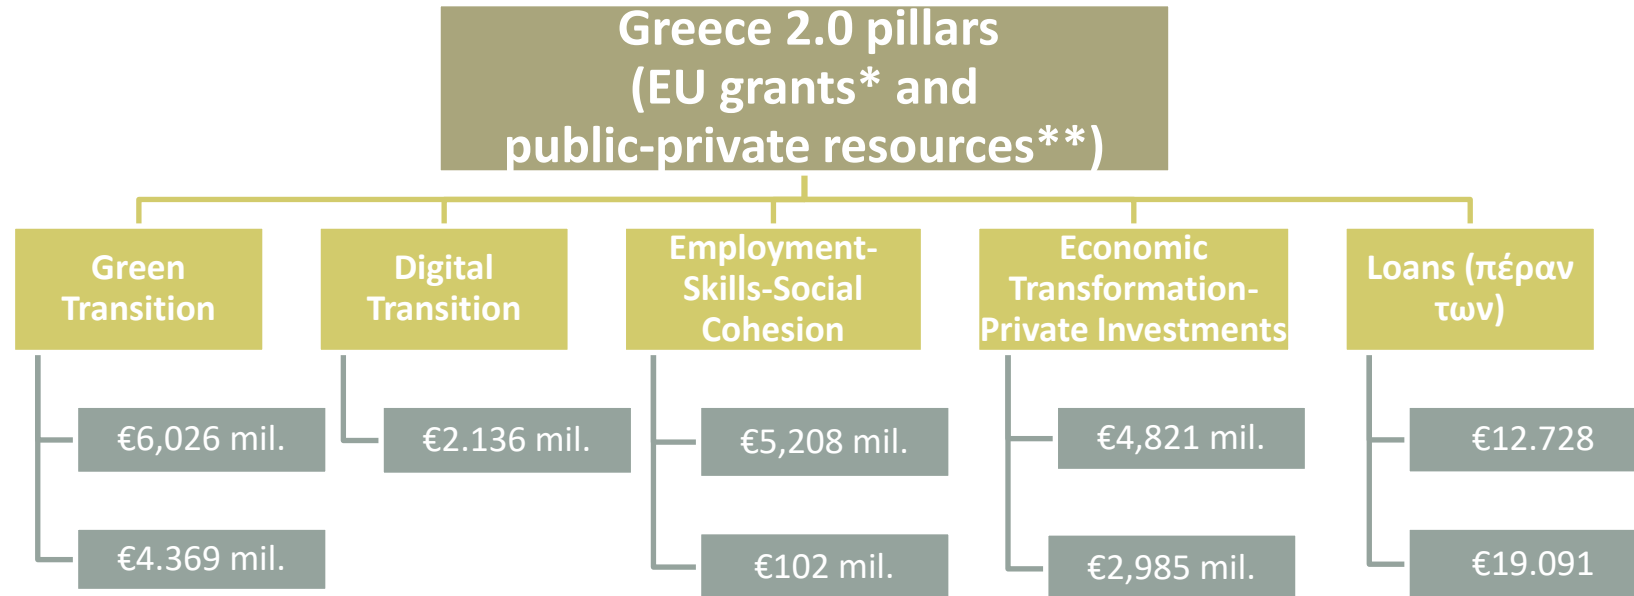 Greece 2.0 pillars
(EU grants* and
public-private resources**)
Green
Transition
€6,026 mil.
€4.369 mil.
Digital
Transition
€2.136 mil.
Employment-
Skills-Social
Cohesion
€5,208 mil.
€102 mil.
Economic
Transformation-
Private Investments
€4,821 mil.
€2,985 mil.
Loans (πέραν
των)
€12.728
€19.091